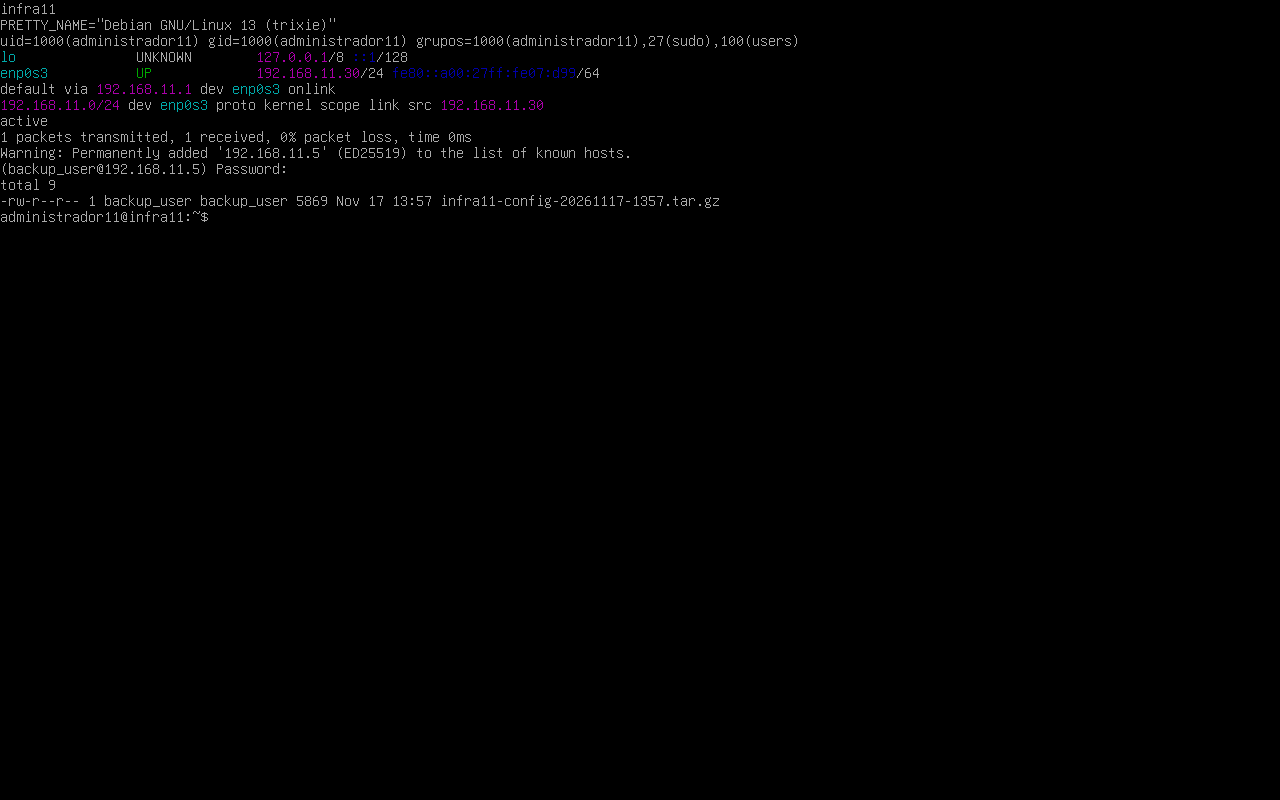 infra11
PRETTY_NAME="Debian GNU/Linux 13 (trixie)"
uid=1000(administrador11) gid=1000(administrador11) grupos=1000(administrador11),27(sudo),100(users)
lo               UNKNOWN        127.0.0.1/8 ::1/128
enp0s3           UP             192.168.11.30/24 fe80::a00:27ff:fe07:d99/64
default via 192.168.11.1 dev enp0s3 onlink
192.168.11.0/24 dev enp0s3 proto kernel scope link src 192.168.11.30
active
1 packets transmitted, 1 received, 0% packet loss, time 0ms
Warning: Permanently added '192.168.11.5' (ED25519) to the list of known hosts.
(backup_user@192.168.11.5) Password:
total 9
-rw-r--r-- 1 backup_user backup_user 5869 Nov 17 13:57 infra11-config-20261117-1357.tar.gz
administrador11@infra11:~$